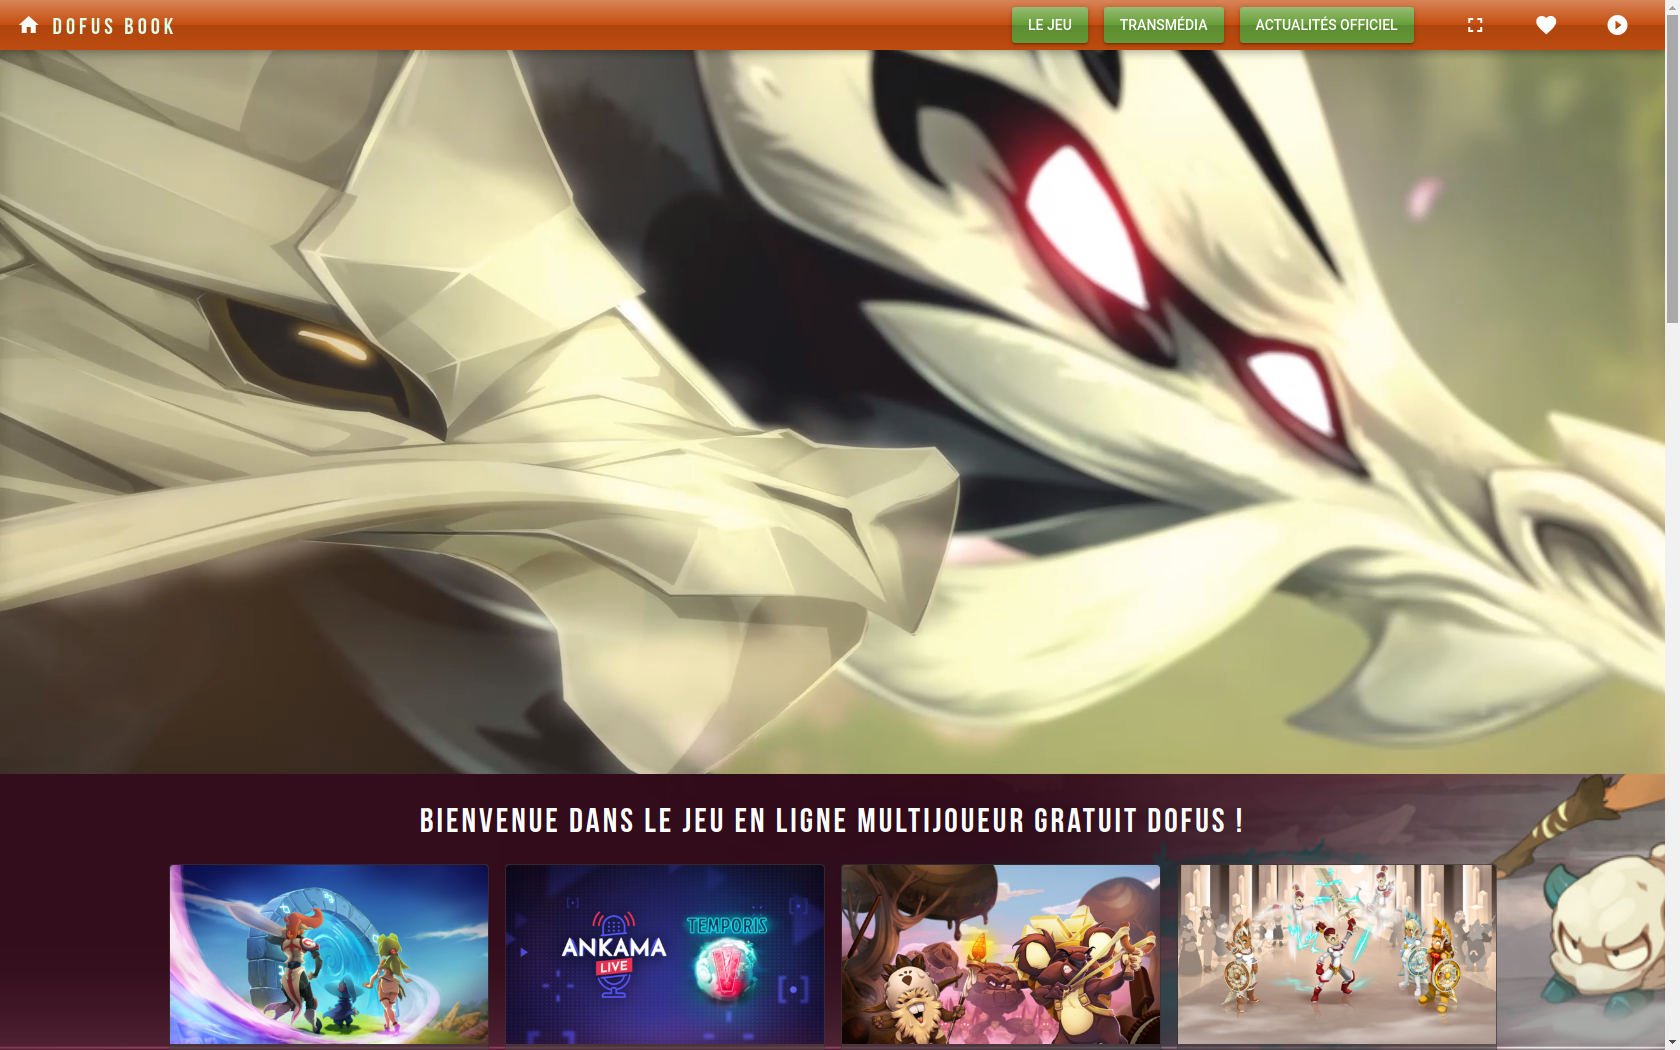 DOFUS BOOK
LE JEU
TRANSMÉDIA
ACTUALITÉS OFFICIEL
BIENVENUE DANS LE JEU EN LIGNE MULTIJOUEUR GRATUIT DOFUS !
ANKAMA
LIVE
TEMPORIS
V